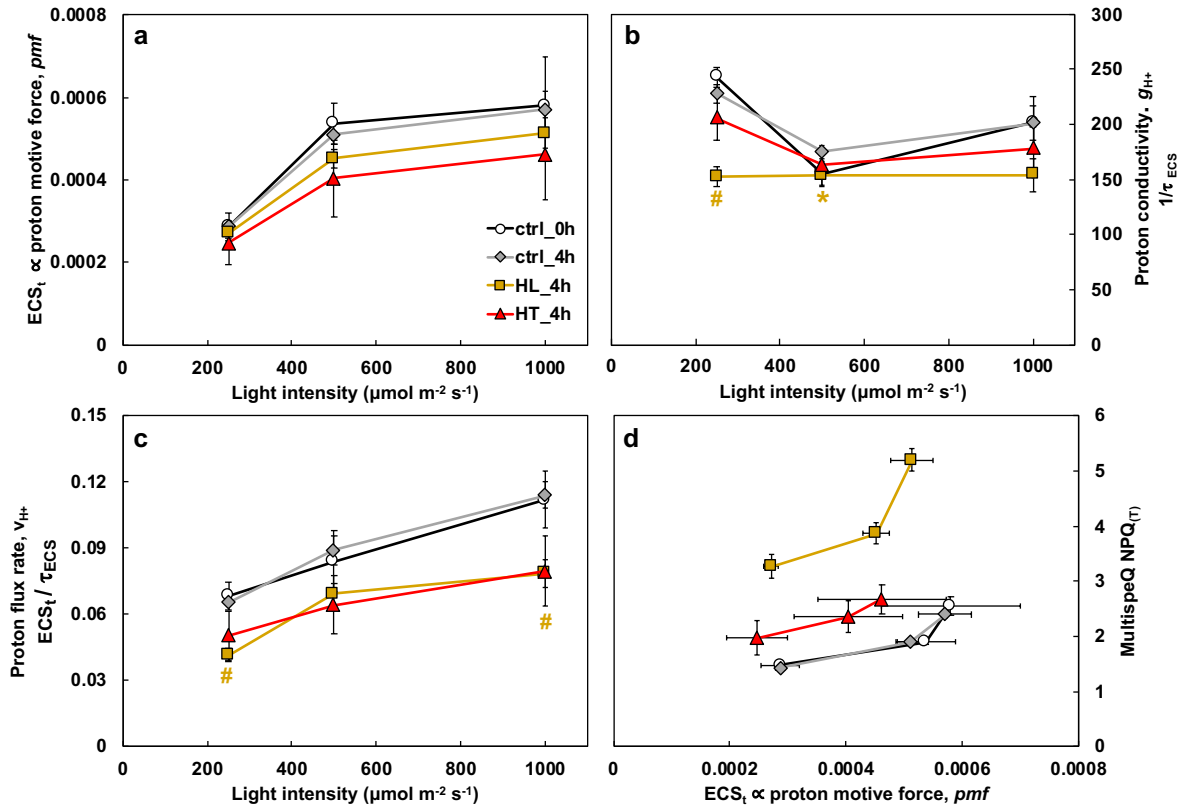 a
0.0008
0.0006
0.0004
0.0002
0
ECSt ∝ proton motive force, pmf
0 200 400 600 800 1000
Light intensity (µmol m-2 s-1)
ctrl_0h
ctrl_4h
HL_4h
HT_4h
b
300
250
200
150
100
50
0
Proton conductivity. gH+
1/τ ECS
# *
0 200 400 600 800 1000
Light intensity (µmol m-2 s-1)
c
0.15
0.12
0.09
0.06
0.03
0
Proton flux rate, vH+
ECSt / τECS
#
#
0 200 400 600 800 1000
Light intensity (µmol m-2 s-1)
d
6
5
4
3
2
1
0
MultispeQ NPQ(T)
0 0.0002 0.0004 0.0006 0.0008
ECSt ∝ proton motive force, pmf